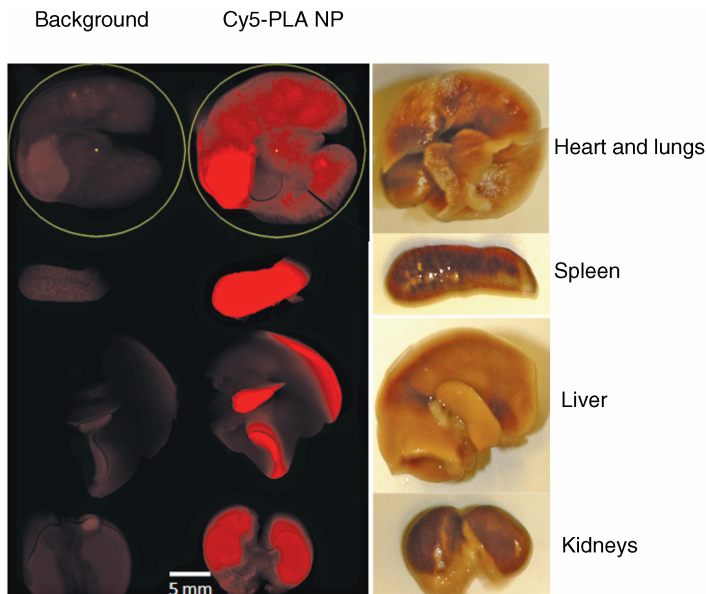 Background
Cy5-PLA NP
Heart and lungs
Spleen
Liver
Kidneys
5 mm